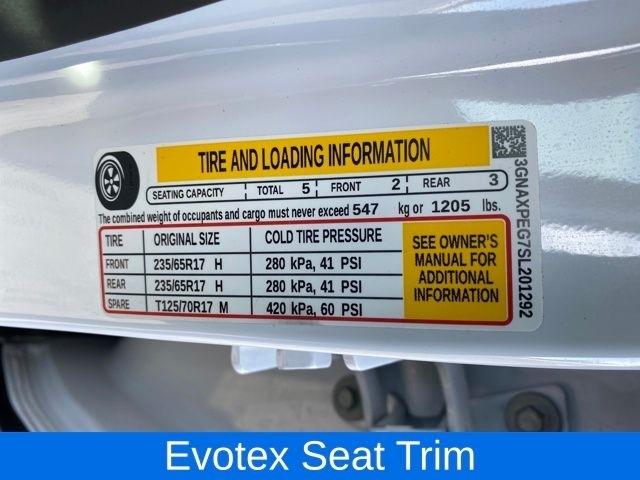 TIRE AND LOADING INFORMATION
SEATING CAPACITY TOTAL 5 FRONT 2 REAR 3
The combined weight of occupants and cargo must never exceed 547 kg or 1205 lbs.
TIRE ORIGINAL SIZE COLD TIRE PRESSURE
FRONT 235/65R17 H 280 kPa, 41 PSI
REAR 235/65R17 H 280 kPa, 41 PSI
SPARE T125/70R17 M 420 kPa, 60 PSI
SEE OWNER'S
MANUAL FOR
ADDITIONAL
INFORMATION
3GNAXPEG7SL201292
Evotex Seat Trim